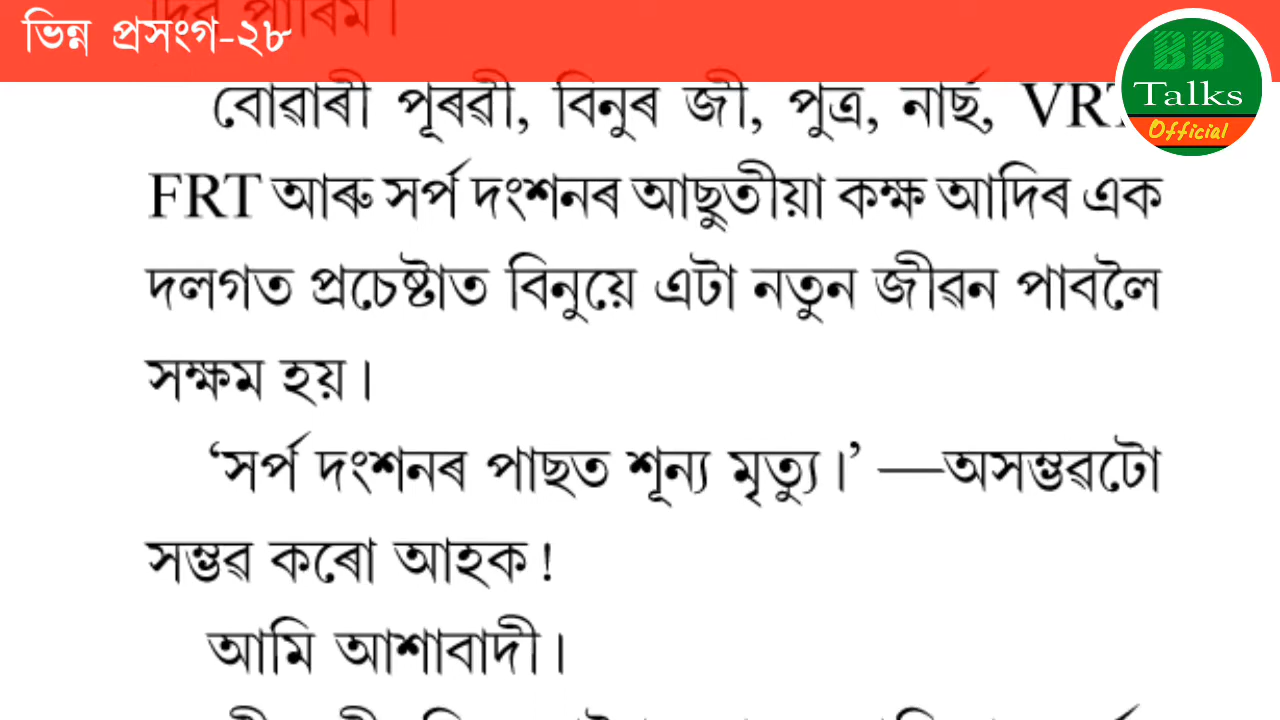 ভিন্ন প্ৰসংগ-২৮
BB
Talks
Official
বোৱাৰী পূৰৱী, বিনুৰ জী, পুত্ৰ, নাৰ্ছ,
FRT আৰু সৰ্প দংশনৰ আছুতীয়া কক্ষ আদিৰ এক
দলগত প্ৰচেষ্টাত বিনুয়ে এটা নতুন জীৱন পাবলৈ
সক্ষম হয়।
‘সৰ্প দংশনৰ পাছত শূন্য মৃত্যু।’ —অসম্ভৱটো
সম্ভৱ কৰো আহক!
আমি আশাবাদী।